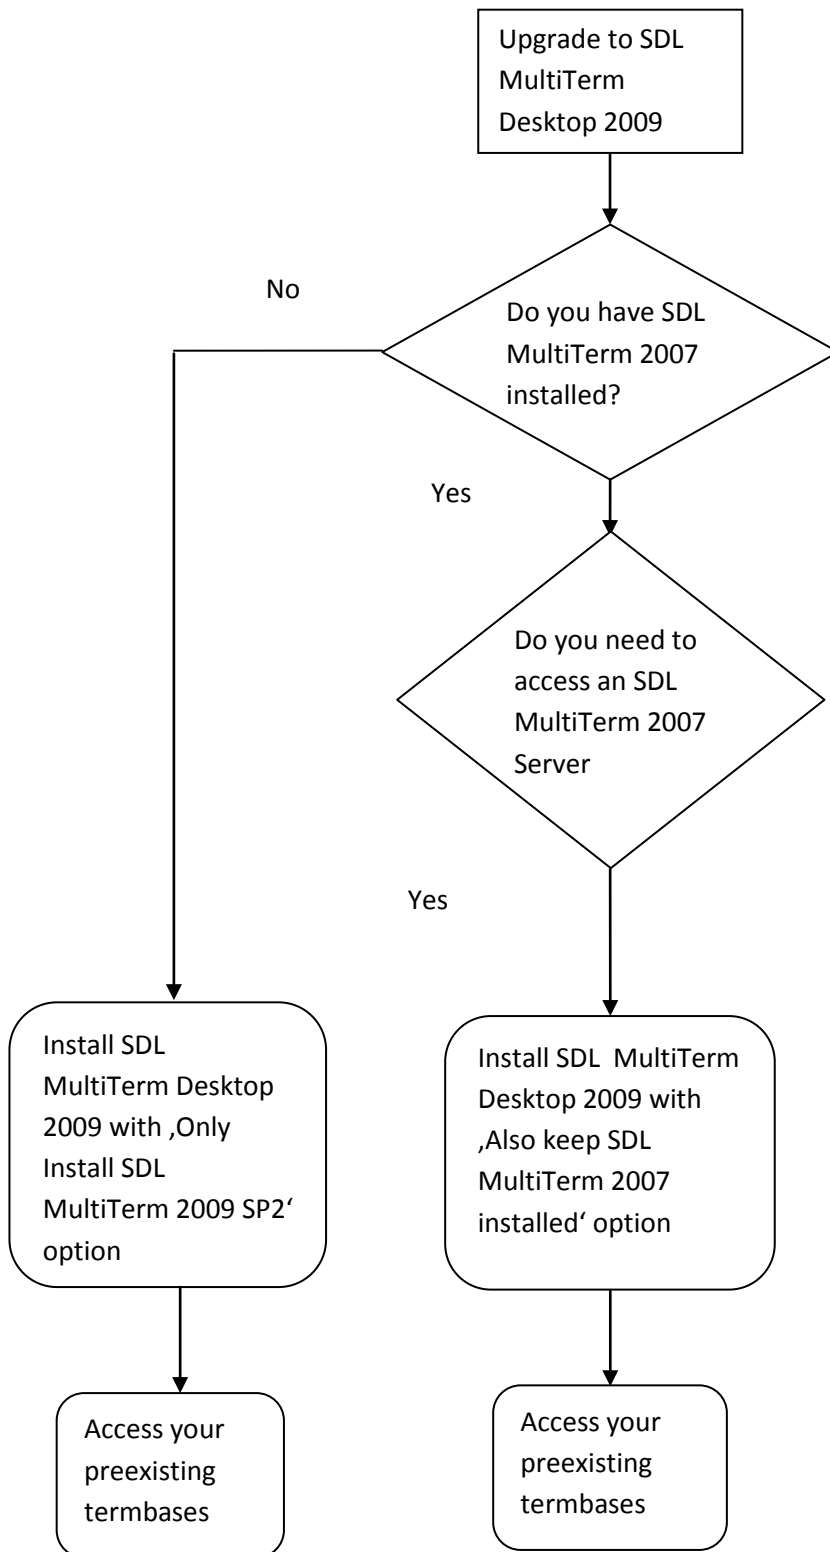 Upgrade to SDL
MultiTerm
Desktop 2009
No
Do you have SDL
MultiTerm 2007
installed?
Yes
Do you need to
access an SDL
MultiTerm 2007
Server
Yes
Install SDL
MultiTerm Desktop
2009 with ‚Only
Install SDL
MultiTerm 2009 SP2‘
option
Install SDL  MultiTerm
Desktop 2009 with
‚Also keep SDL
MultiTerm 2007
installed‘ option
Access your
preexisting
termbases
Access your
preexisting
termbases